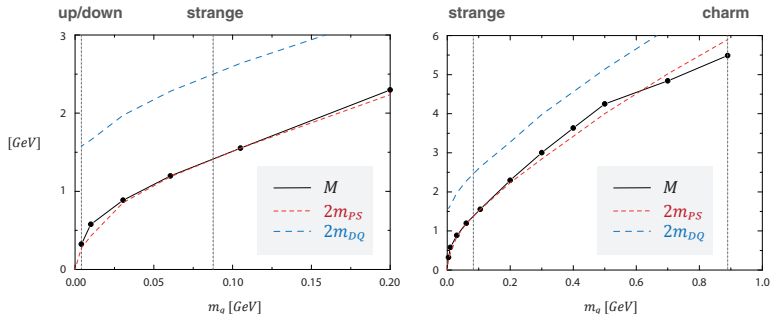 up/down strange
3
2
1
0
[GeV]
0.00 0.05 0.10 0.15 0.20
m_q [GeV]
M
2m_PS
2m_DQ
strange charm
6
5
4
3
2
1
0
0.0 0.2 0.4 0.6 0.8 1.0
m_q [GeV]
M
2m_PS
2m_DQ